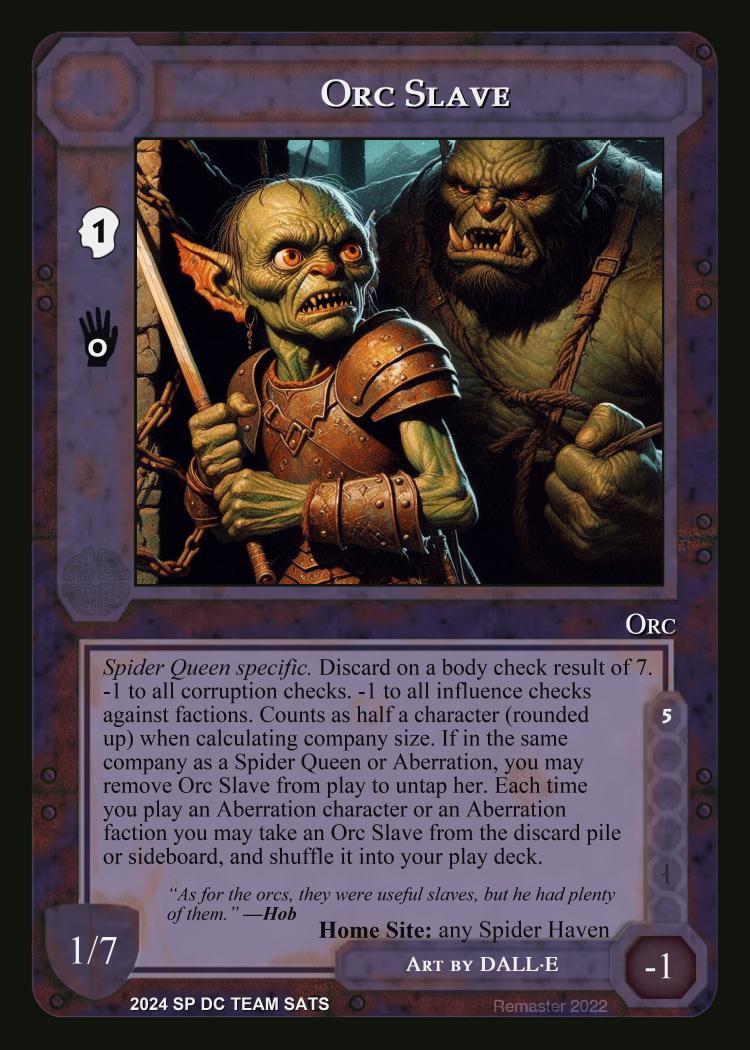 Orc Slave
1
0
Orc
Spider Queen specific. Discard on a body check result of 7.
-1 to all corruption checks. -1 to all influence checks
against factions. Counts as half a character (rounded
up) when calculating company size. If in the same
company as a Spider Queen or Aberration, you may
remove Orc Slave from play to untap her. Each time
you play an Aberration character or an Aberration
faction you may take an Orc Slave from the discard pile
or sideboard, and shuffle it into your play deck.
5
“As for the orcs, they were useful slaves, but he had plenty
of them.” —Hob
Home Site: any Spider Haven
1/7
Art by DALL·E
-1
2024 SP DC TEAM SATS
Remaster 2022